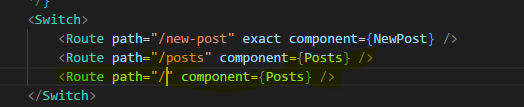 */}
<Switch>
<Route path="/new-post" exact component={NewPost} />
<Route path="/posts" component={Posts} />
<Route path="/" component={Posts} />
</Switch>